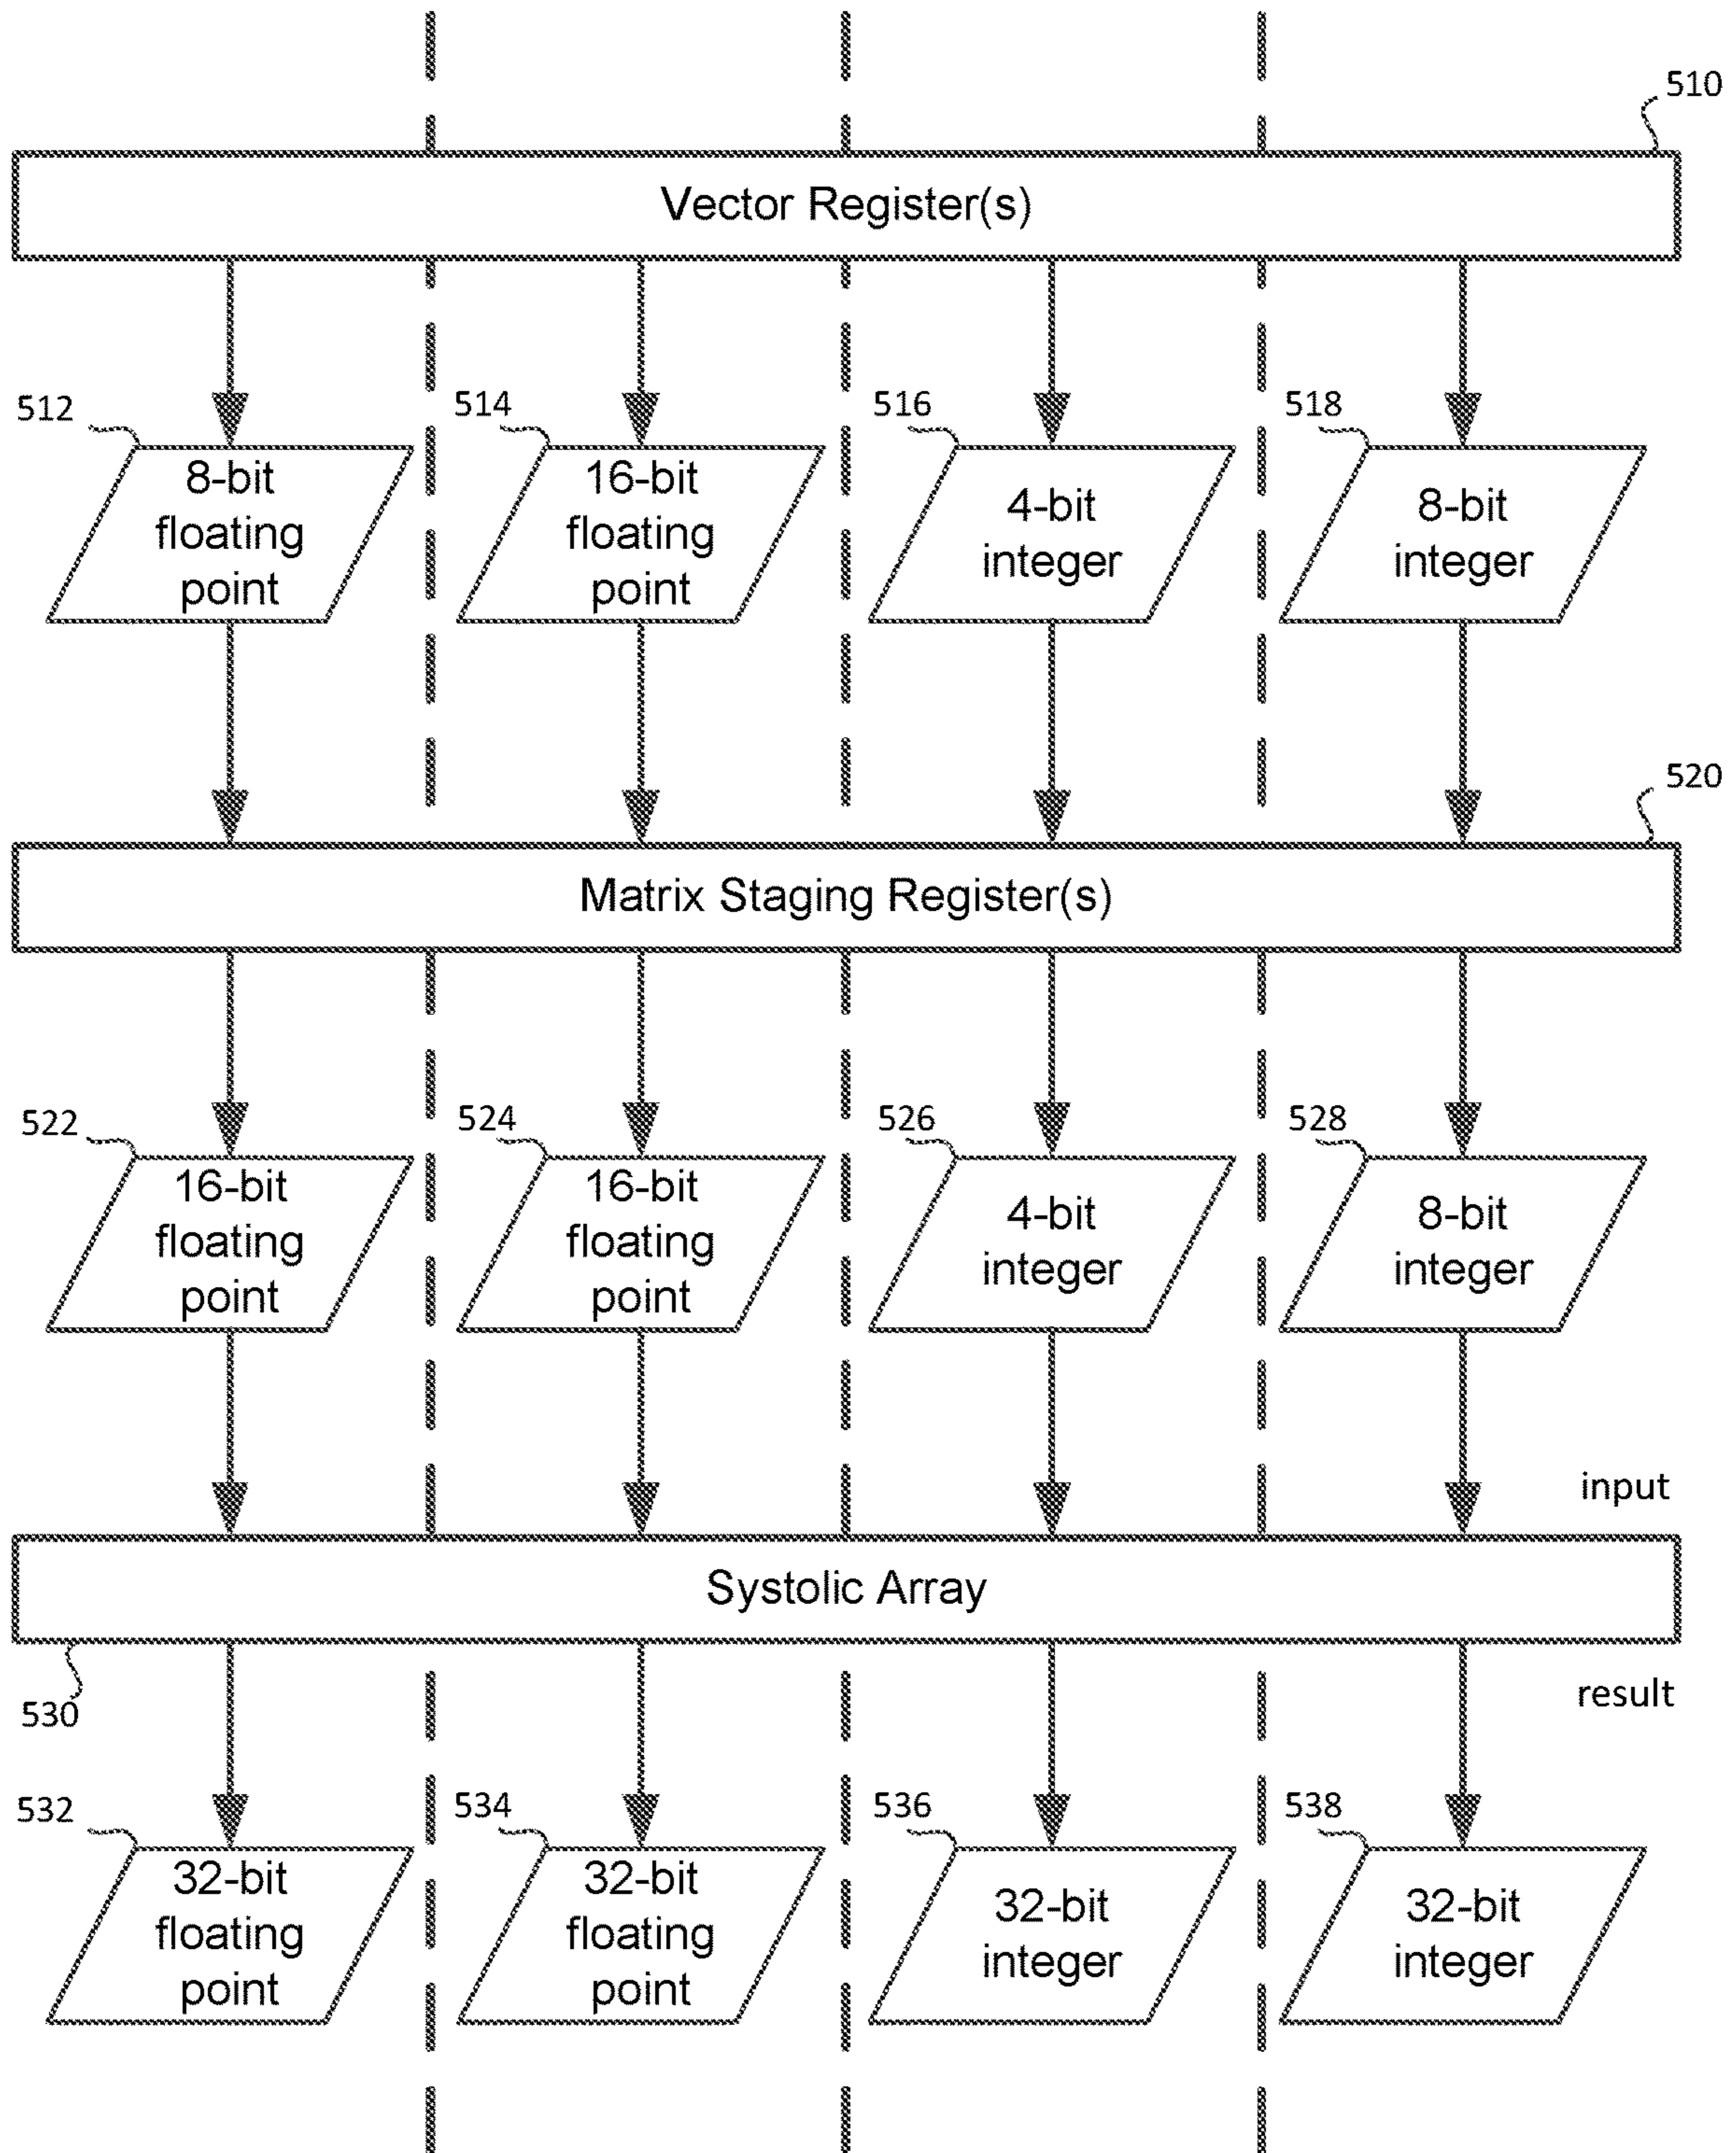 510
Vector Register(s)
512
514
516
518
8-bit
floating
point
16-bit
floating
point
4-bit
integer
8-bit
integer
520
Matrix Staging Register(s)
522
524
526
528
16-bit
floating
point
16-bit
floating
point
4-bit
integer
8-bit
integer
input
Systolic Array
530
result
532
534
536
538
32-bit
floating
point
32-bit
floating
point
32-bit
integer
32-bit
integer